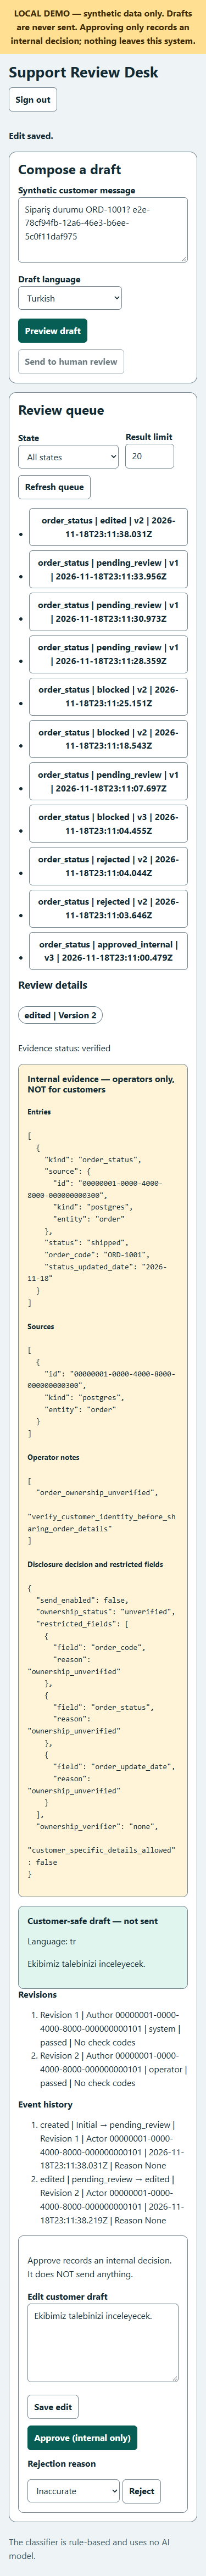 LOCAL DEMO — synthetic data only. Drafts
are never sent. Approving only records an
internal decision; nothing leaves this system.
Support Review Desk
Sign out
Edit saved.
Compose a draft
Synthetic customer message
Sipariş durumu ORD-1001? e2e-
78cf94fb-12a6-46e3-b6ee-
5c0f11daf975
Draft language
Turkish
Preview draft
Send to human review
Review queue
State
Result limit
All states
20
Refresh queue
order_status | edited | v2 | 2026-
11-18T23:11:38.031Z
order_status | pending_review | v1
| 2026-11-18T23:11:33.956Z
order_status | pending_review | v1
| 2026-11-18T23:11:30.973Z
order_status | pending_review | v1
| 2026-11-18T23:11:28.359Z
order_status | blocked | v2 | 2026-
11-18T23:11:25.151Z
order_status | blocked | v2 | 2026-
11-18T23:11:18.543Z
order_status | pending_review | v1
| 2026-11-18T23:11:07.697Z
order_status | blocked | v3 | 2026-
11-18T23:11:04.455Z
order_status | rejected | v2 | 2026-
11-18T23:11:04.044Z
order_status | rejected | v2 | 2026-
11-18T23:11:03.646Z
order_status | approved_internal |
v3 | 2026-11-18T23:11:00.479Z
Review details
edited | Version 2
Evidence status: verified
Internal evidence — operators only,
NOT for customers
Entries
[
{
"kind": "order_status",
"source": {
"id": "00000001-0000-4000-
8000-000000000300",
"kind": "postgres",
"entity": "order"
},
"status": "shipped",
"order_code": "ORD-1001",
"status_updated_date": "2026-
11-18"
}
]
Sources
[
{
"id": "00000001-0000-4000-8000-
000000000300",
"kind": "postgres",
"entity": "order"
}
]
Operator notes
[
"order_ownership_unverified",
"verify_customer_identity_before_sh
aring_order_details"
]
Disclosure decision and restricted fields
{
"send_enabled": false,
"ownership_status": "unverified",
"restricted_fields": [
{
"field": "order_code",
"reason":
"ownership_unverified"
},
{
"field": "order_status",
"reason":
"ownership_unverified"
},
{
"field": "order_update_date",
"reason":
"ownership_unverified"
}
],
"ownership_verifier": "none",
"customer_specific_details_allowed"
: false
}
Customer-safe draft — not sent
Language: tr
Ekibimiz talebinizi inceleyecek.
Revisions
1. Revision 1 | Author 00000001-0000-
4000-8000-000000000101 | system |
passed | No check codes
2. Revision 2 | Author 00000001-0000-
4000-8000-000000000101 | operator |
passed | No check codes
Event history
1. created | Initial → pending_review |
Revision 1 | Actor 00000001-0000-
4000-8000-000000000101 | 2026-11-
18T23:11:38.031Z | Reason None
2. edited | pending_review → edited |
Revision 2 | Actor 00000001-0000-
4000-8000-000000000101 | 2026-11-
18T23:11:38.219Z | Reason None
Approve records an internal decision.
It does NOT send anything.
Edit customer draft
Ekibimiz talebinizi inceleyecek.
Save edit
Approve (internal only)
Rejection reason
Inaccurate
Reject
The classifier is rule-based and uses no AI
model.